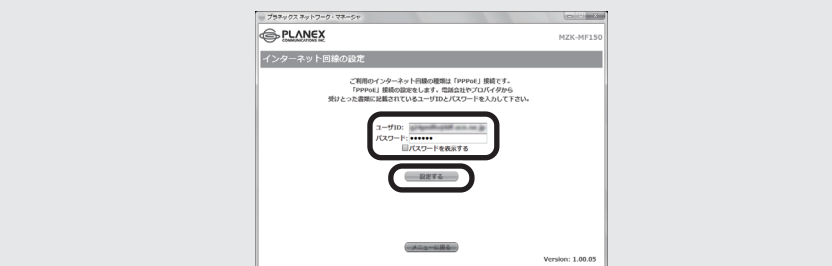 プラネックス ネットワーク・マネージャ
PLANEX
COMMUNICATIONS INC.
MZK-MF150
インターネット回線の設定
ご利用のインターネット回線の種類は「PPPoE」接続です。
「PPPoE」接続の設定をします。電話会社やプロバイダから
受けとった書類に記載されているユーザIDとパスワードを入力して下さい。
ユーザID:
パスワード: ●●●●●●
パスワードを表示する
設定する
メニューに戻る
Version: 1.00.05